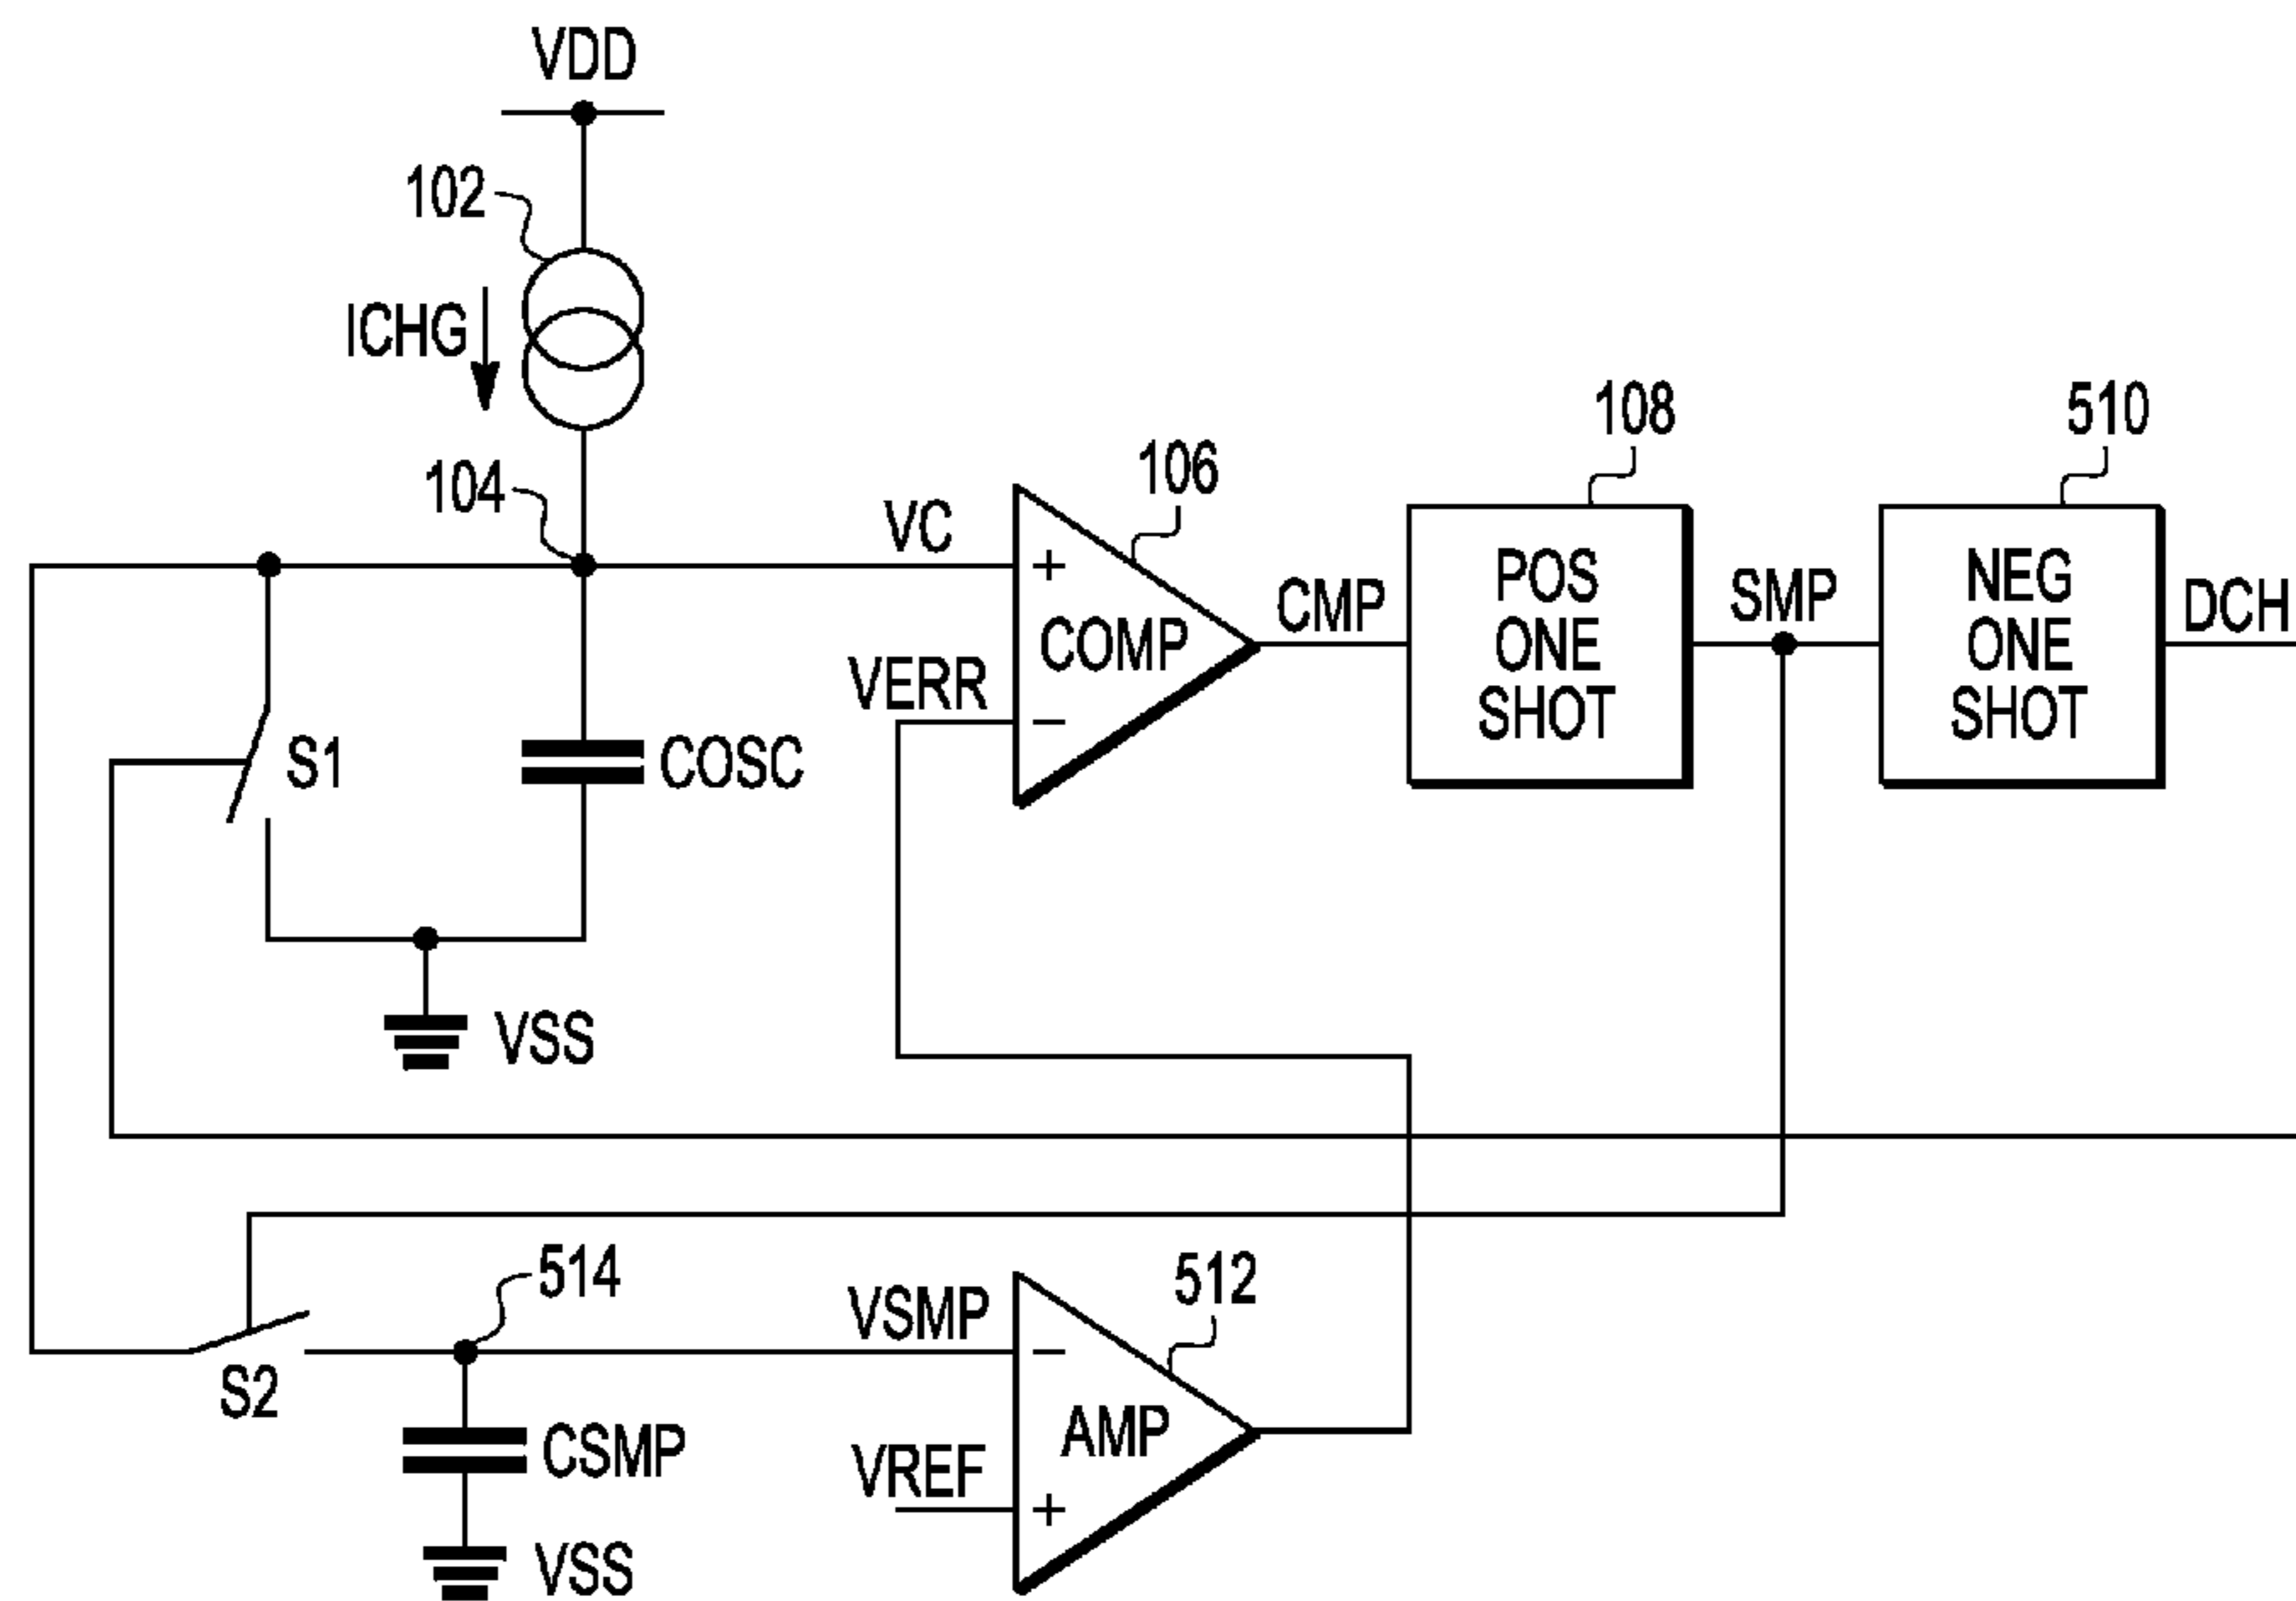 VDD
102
ICHG
104
VC
106
108
510
+
COMP
CMP
POS
ONE
SHOT
SMP
NEG
ONE
SHOT
DCH
VERR
−
S1
COSC
VSS
514
S2
VSMP
512
−
AMP
CSMP
VREF
+
VSS